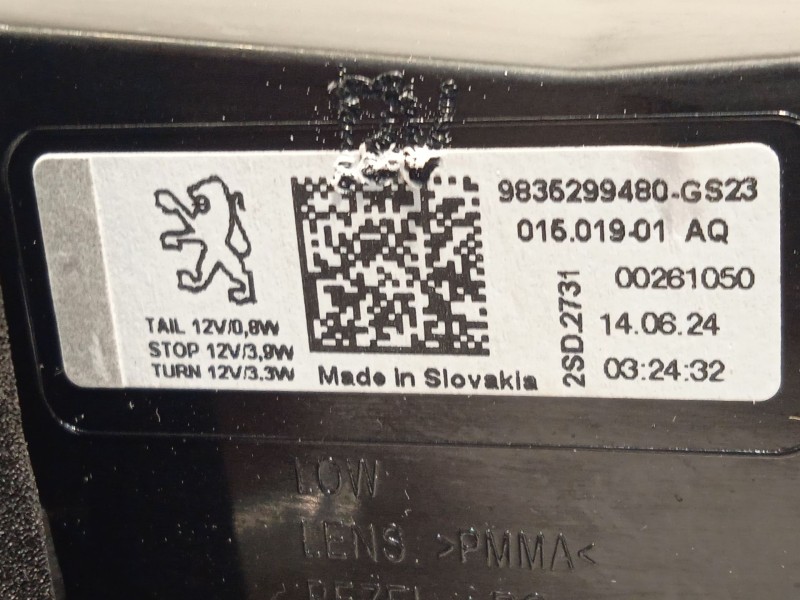 9835299480-GS23
015.019-01 AQ
00261050
2SD.2731
14.06.24
03:24:32
TAIL 12V/0,8W
STOP 12V/3,9W
TURN 12V/3.3W
Made in Slovakia
LOW
LENS: >PMMA<